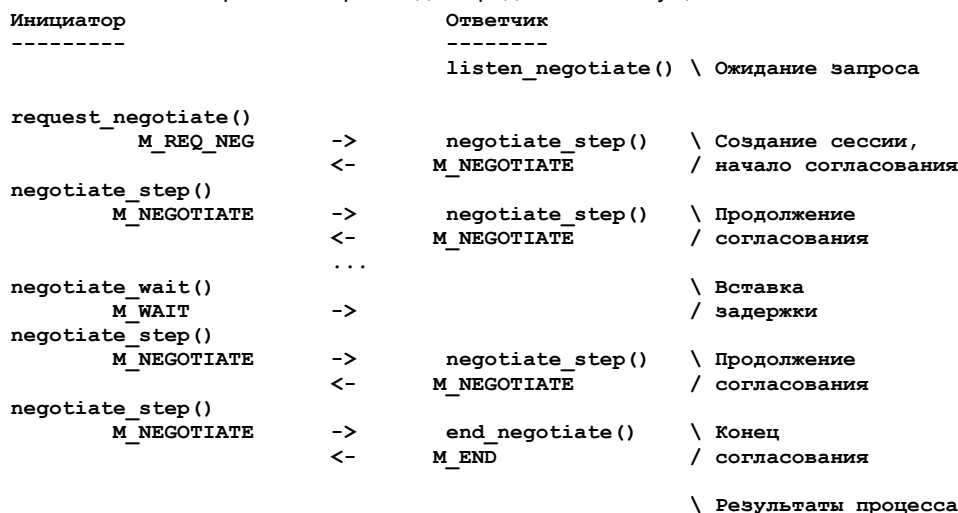 Инициатор Ответчик
--------- --------
listen_negotiate() \ Ожидание запроса
request_negotiate()
M_REQ_NEG -> negotiate_step() \ Создание сессии,
<- M_NEGOTIATE / начало согласования
negotiate_step()
M_NEGOTIATE -> negotiate_step() \ Продолжение
<- M_NEGOTIATE / согласования
...
negotiate_wait() \ Вставка
M_WAIT -> / задержки
negotiate_step()
M_NEGOTIATE -> negotiate_step() \ Продолжение
<- M_NEGOTIATE / согласования
negotiate_step()
M_NEGOTIATE -> end_negotiate() \ Конец
<- M_END / согласования
\ Результаты процесса